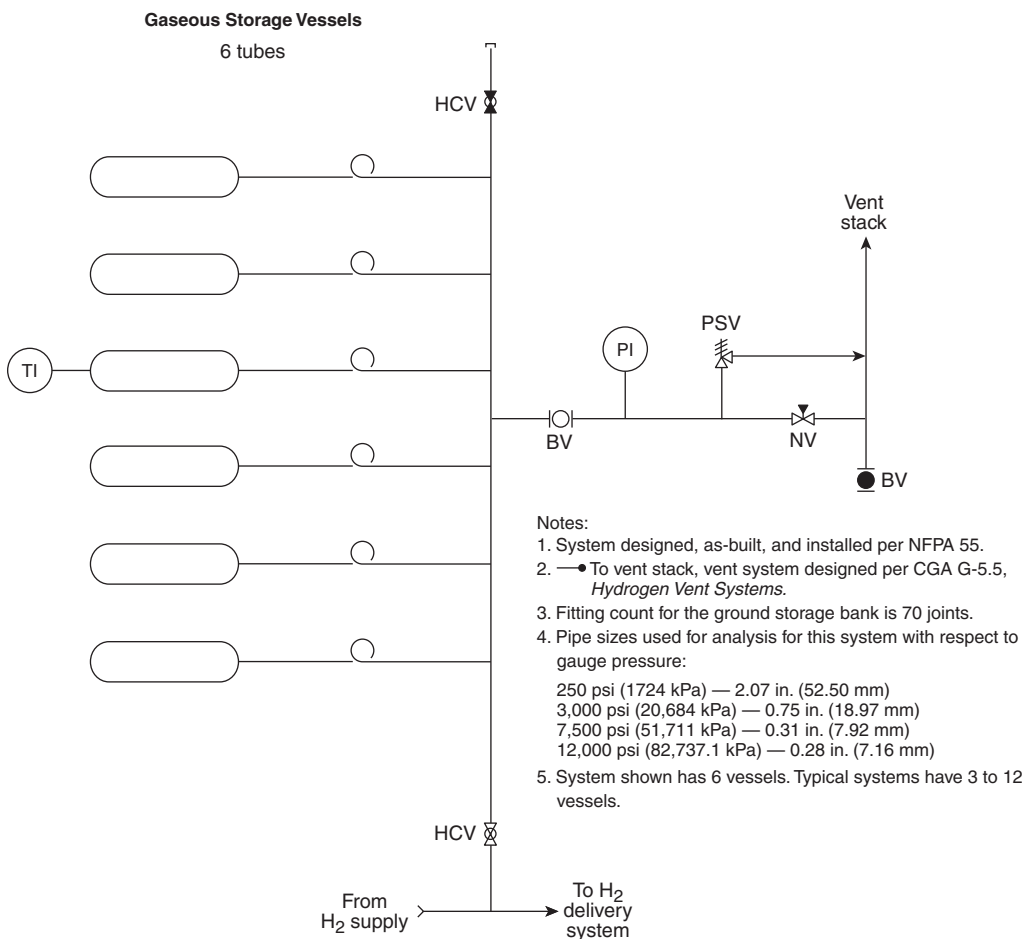 Gaseous Storage Vessels
6 tubes
HCV
Vent
stack
PSV
PI
TI
BV
NV
BV
Notes:
1. System designed, as-built, and installed per NFPA 55.
2. To vent stack, vent system designed per CGA G-5.5,
Hydrogen Vent Systems.
3. Fitting count for the ground storage bank is 70 joints.
4. Pipe sizes used for analysis for this system with respect to
gauge pressure:
250 psi (1724 kPa) — 2.07 in. (52.50 mm)
3,000 psi (20,684 kPa) — 0.75 in. (18.97 mm)
7,500 psi (51,711 kPa) — 0.31 in. (7.92 mm)
12,000 psi (82,737.1 kPa) — 0.28 in. (7.16 mm)
5. System shown has 6 vessels. Typical systems have 3 to 12
vessels.
HCV
From
H₂ supply
To H₂
delivery
system